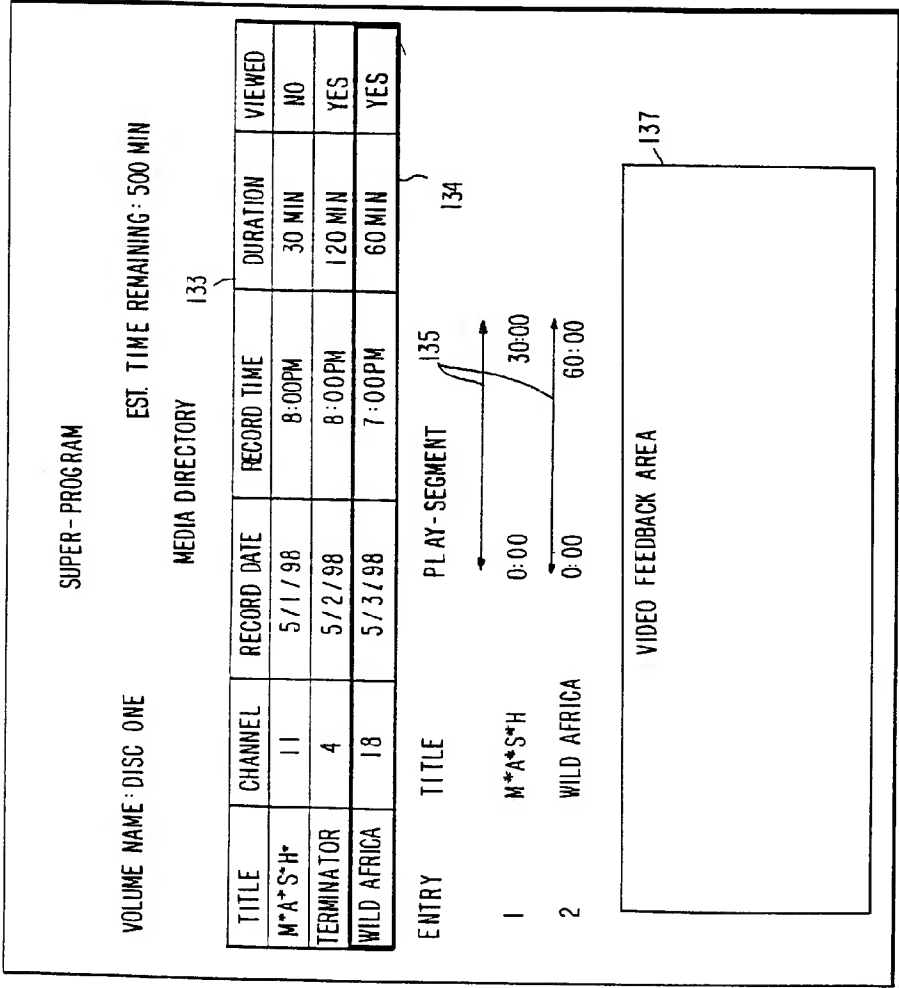 SUPER-PROGRAM
VOLUME NAME: DISC ONE EST. TIME REMAINING: 500 MIN
MEDIA DIRECTORY
133
TITLE CHANNEL RECORD DATE RECORD TIME DURATION VIEWED
M*A*S*H* 11 5/1/98 8:00PM 30 MIN NO
TERMINATOR 4 5/2/98 8:00PM 120 MIN YES
WILD AFRICA 18 5/3/98 7:00PM 60 MIN YES
134
ENTRY TITLE PLAY-SEGMENT
135
1 M*A*S*H 0:00 30:00
2 WILD AFRICA 0:00 60:00
137
VIDEO FEEDBACK AREA